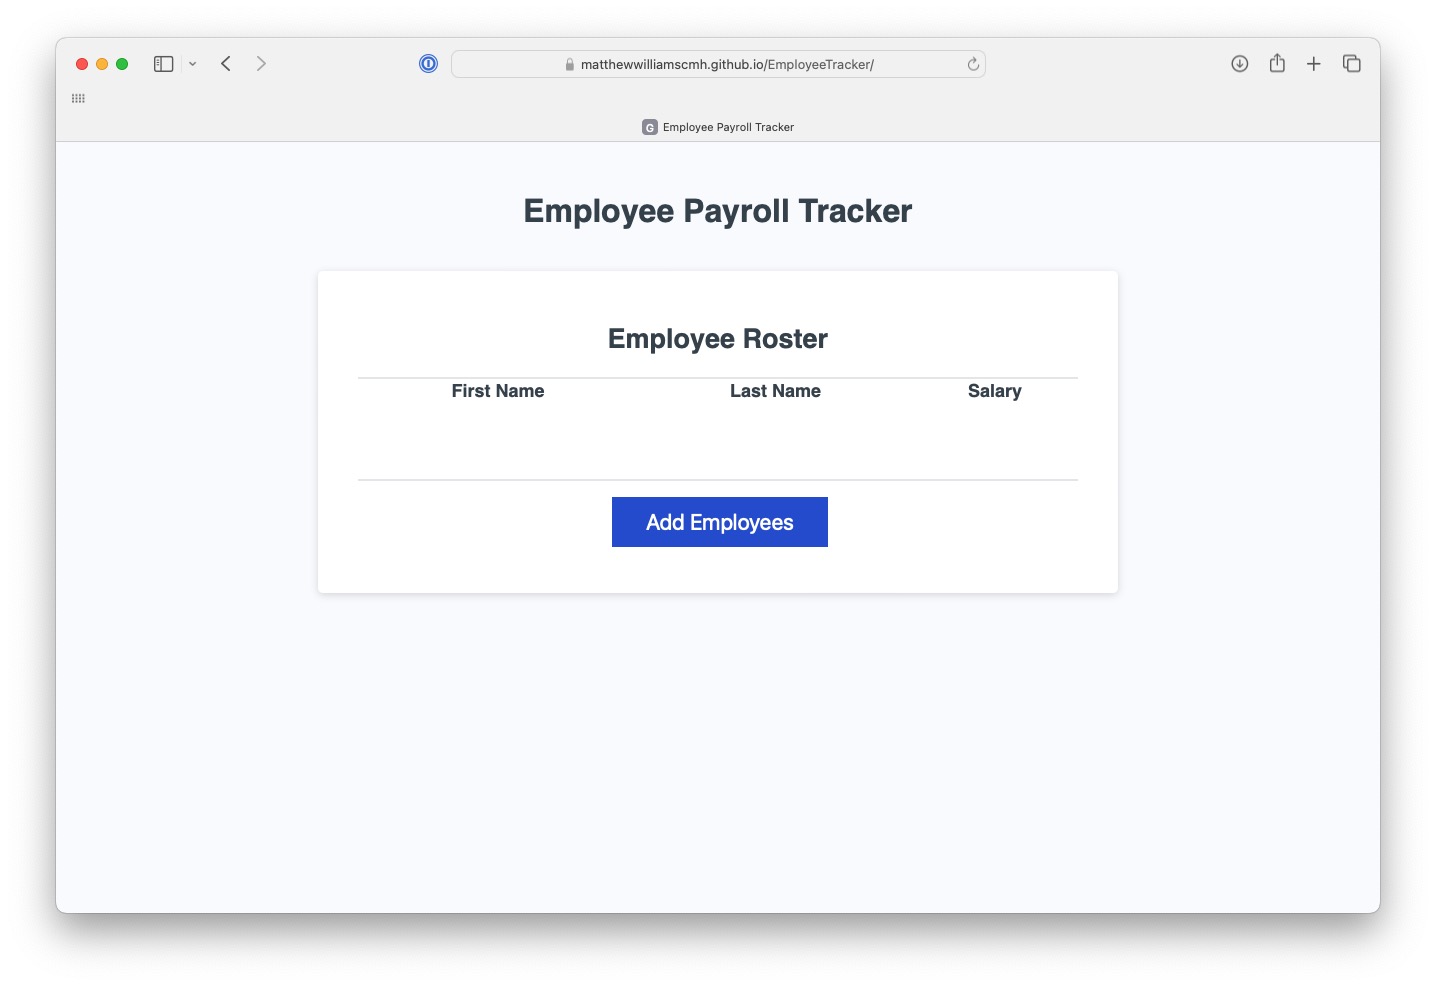 matthewwilliamscmh.github.io/EmployeeTracker/
G Employee Payroll Tracker
Employee Payroll Tracker
Employee Roster
First Name Last Name Salary
Add Employees